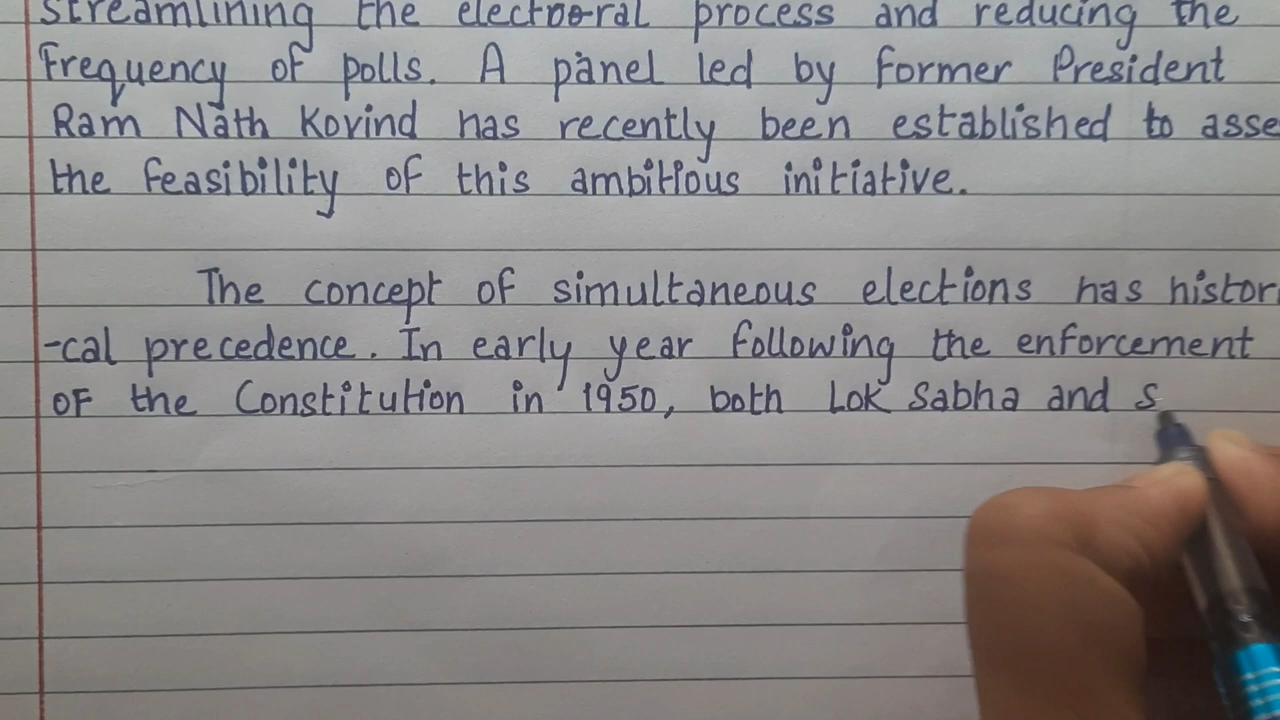 streamlining the electoral process and reducing the
Frequency of polls. A panel led by former President
Ram Nath Kovind has recently been established to asse
the feasibility of this ambitious initiative.
The concept of simultaneous elections has histori
-cal precedence. In early year following the enforcement
of the Constitution in 1950, both Lok Sabha and s